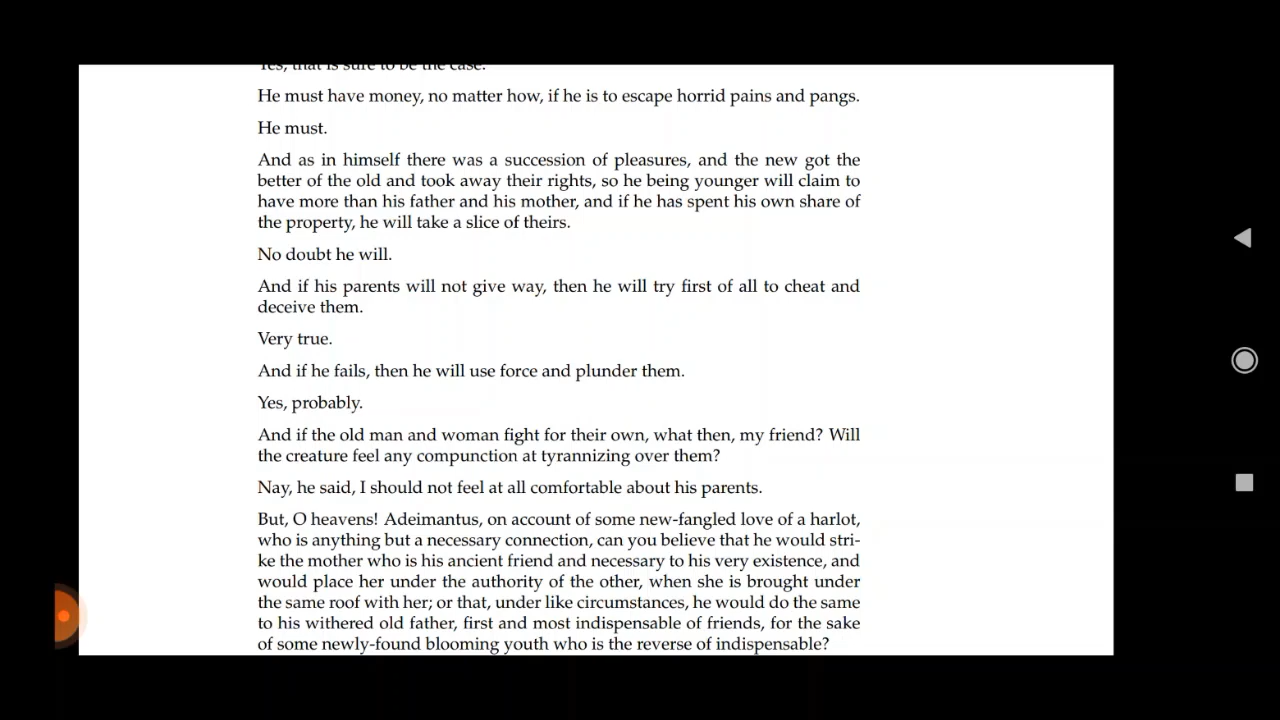 Yes, that is sure to be the case.
He must have money, no matter how, if he is to escape horrid pains and pangs.
He must.
And as in himself there was a succession of pleasures, and the new got the
better of the old and took away their rights, so he being younger will claim to
have more than his father and his mother, and if he has spent his own share of
the property, he will take a slice of theirs.
No doubt he will.
And if his parents will not give way, then he will try first of all to cheat and
deceive them.
Very true.
And if he fails, then he will use force and plunder them.
Yes, probably.
And if the old man and woman fight for their own, what then, my friend? Will
the creature feel any compunction at tyrannizing over them?
Nay, he said, I should not feel at all comfortable about his parents.
But, O heavens! Adeimantus, on account of some new-fangled love of a harlot,
who is anything but a necessary connection, can you believe that he would stri-
ke the mother who is his ancient friend and necessary to his very existence, and
would place her under the authority of the other, when she is brought under
the same roof with her; or that, under like circumstances, he would do the same
to his withered old father, first and most indispensable of friends, for the sake
of some newly-found blooming youth who is the reverse of indispensable?